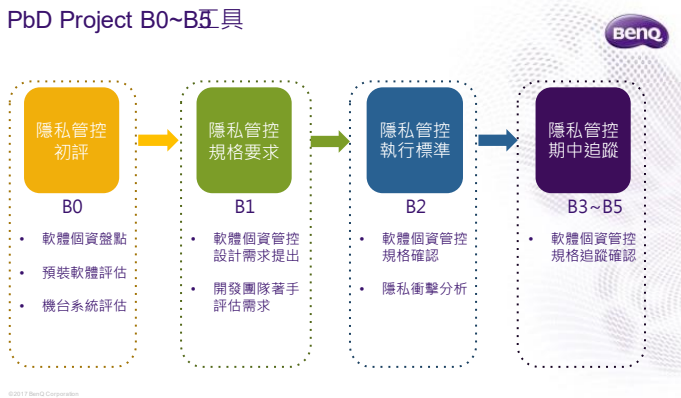 PbD Project B0~B5工具
BenQ
隱私管控
初評
隱私管控
規格要求
隱私管控
執行標準
隱私管控
期中追蹤
B0
B1
B2
B3~B5
• 軟體個資盤點
• 預裝軟體評估
• 機台系統評估
• 軟體個資管控
設計需求提出
• 開發團隊著手
評估需求
• 軟體個資管控
規格確認
• 隱私衝擊分析
• 軟體個資管控
規格追蹤確認
©2017 BenQ Corporation